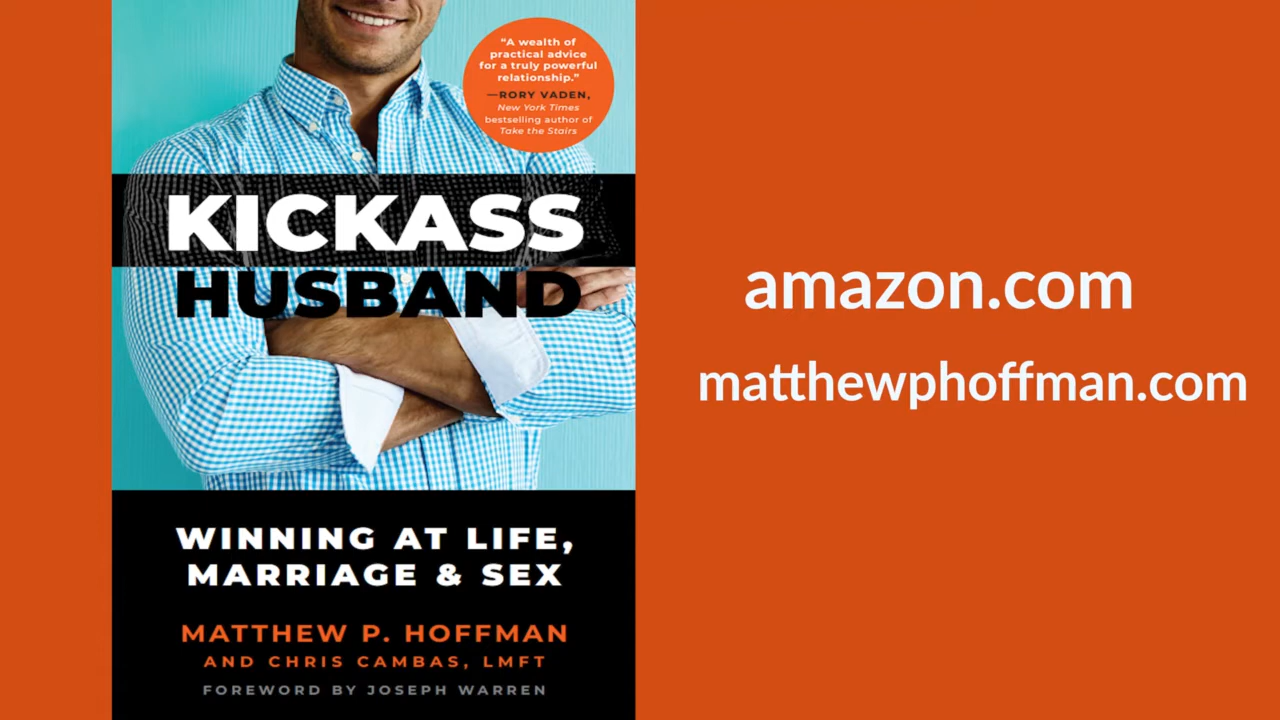 "A wealth of
practical advice
for a truly powerful
relationship."
—RORY VADEN,
New York Times
bestselling author of
Take the Stairs
KICKASS
HUSBAND
WINNING AT LIFE,
MARRIAGE & SEX
MATTHEW P. HOFFMAN
AND CHRIS CAMBAS, LMFT
FOREWORD BY JOSEPH WARREN
amazon.com
matthewphoffman.com